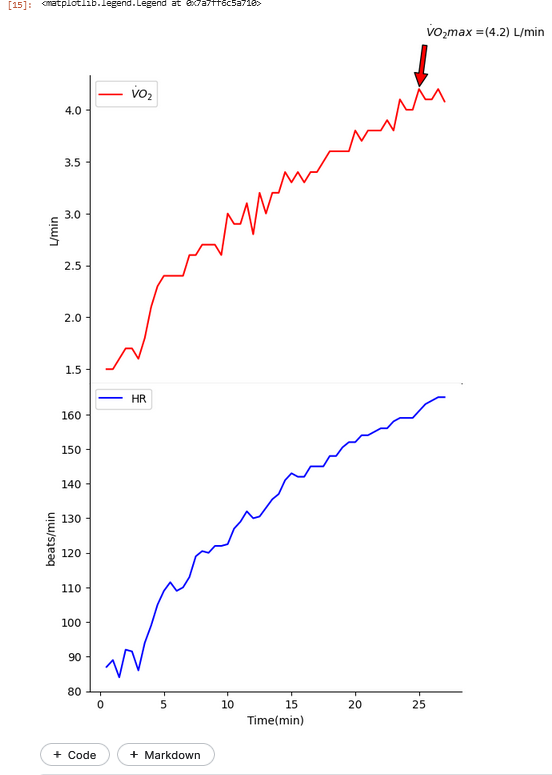 [15]: <matplotlib.legend.Legend at 0x7a7ff6c5a710>
V̇O₂max =(4.2) L/min
V̇O₂
4.0
3.5
3.0
2.5
2.0
1.5
L/min
HR
160
150
140
130
120
110
100
90
80
beats/min
0 5 10 15 20 25
Time(min)
+ Code + Markdown